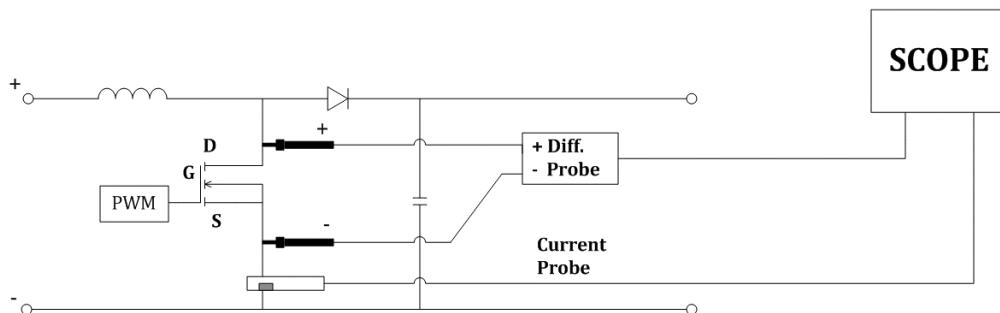 SCOPE
+
+
D
+ Diff.
- Probe
G
PWM
S
-
Current
Probe
-